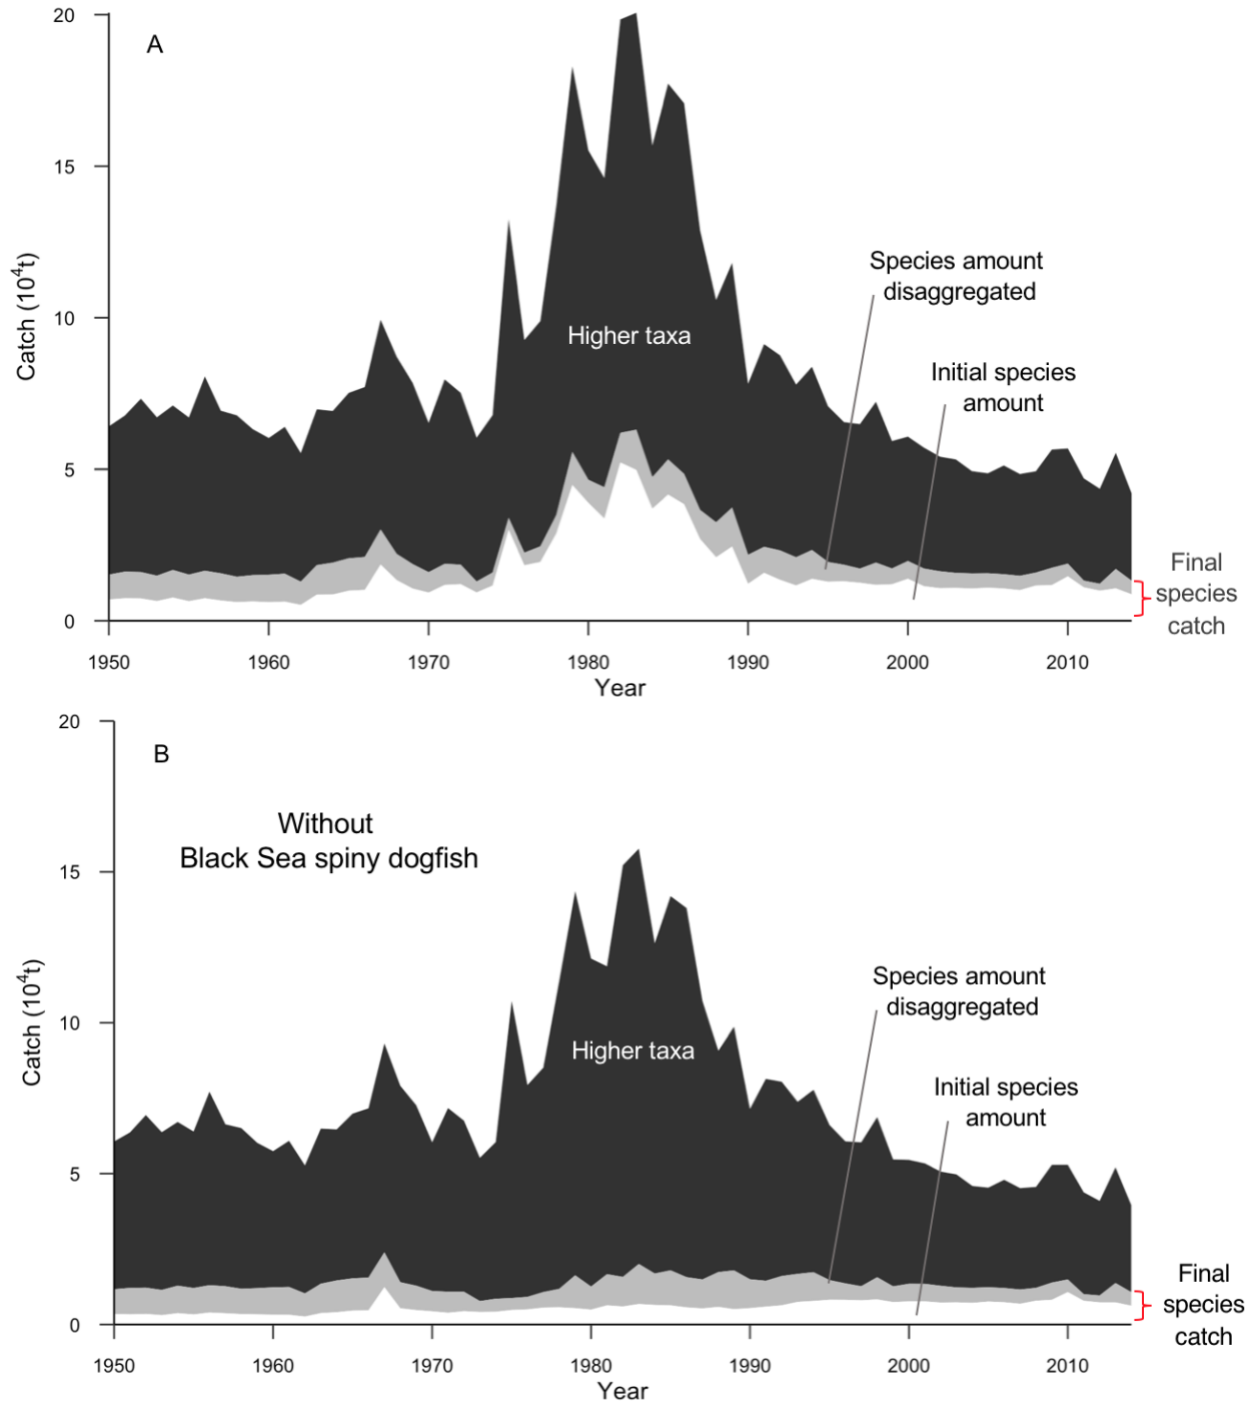 20
A
15
Species amount
disaggregated
10
Higher taxa
Initial species
amount
Catch (10⁴t)
5
Final
species
catch
0
1950 1960 1970 1980 1990 2000 2010
Year
20
B
Without
Black Sea spiny dogfish
15
Species amount
disaggregated
10
Higher taxa
Initial species
amount
Catch (10⁴t)
5
Final
species
catch
0
1950 1960 1970 1980 1990 2000 2010
Year